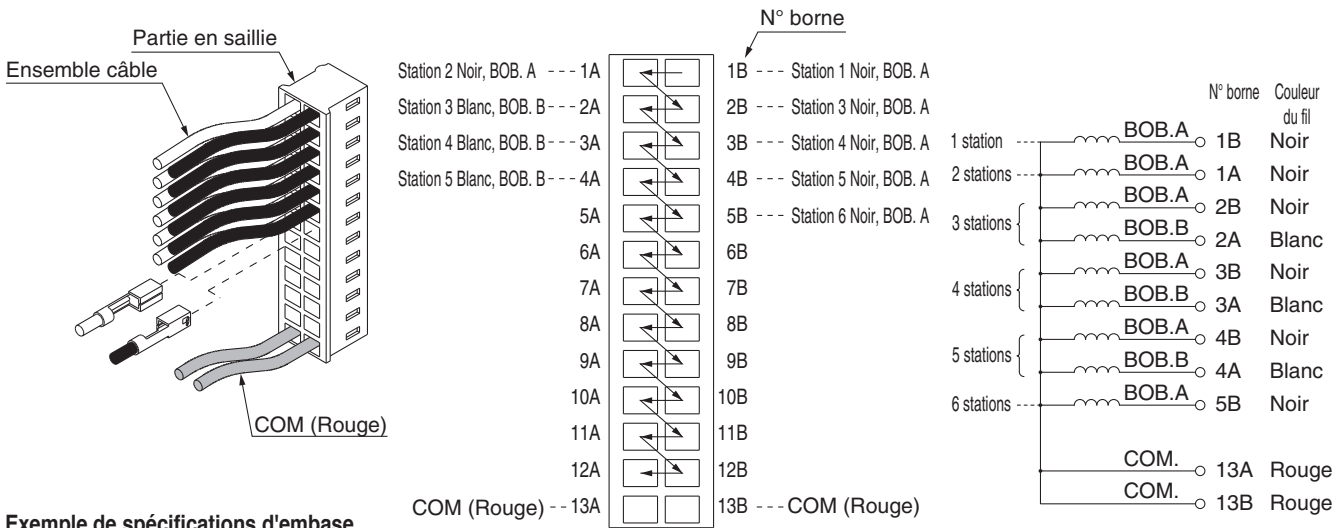 Partie en saillie
Ensemble câble
COM (Rouge)
N° borne
Station 2 Noir, BOB. A --- 1A 1B --- Station 1 Noir, BOB. A
Station 3 Blanc, BOB. B -- 2A 2B --- Station 3 Noir, BOB. A
Station 4 Blanc, BOB. B -- 3A 3B --- Station 4 Noir, BOB. A
Station 5 Blanc, BOB. B -- 4A 4B --- Station 5 Noir, BOB. A
5A 5B --- Station 6 Noir, BOB. A
6A 6B
7A 7B
8A 8B
9A 9B
10A 10B
11A 11B
12A 12B
COM (Rouge) -- 13A 13B --- COM (Rouge)
N° borne Couleur du fil
1 station BOB.A 1B Noir
2 stations BOB.A 1A Noir
3 stations BOB.A 2B Noir
BOB.B 2A Blanc
4 stations BOB.A 3B Noir
BOB.B 3A Blanc
5 stations BOB.A 4B Noir
BOB.B 4A Blanc
6 stations BOB.A 5B Noir
COM. 13A Rouge
COM. 13B Rouge
Exemple de spécifications d'embase